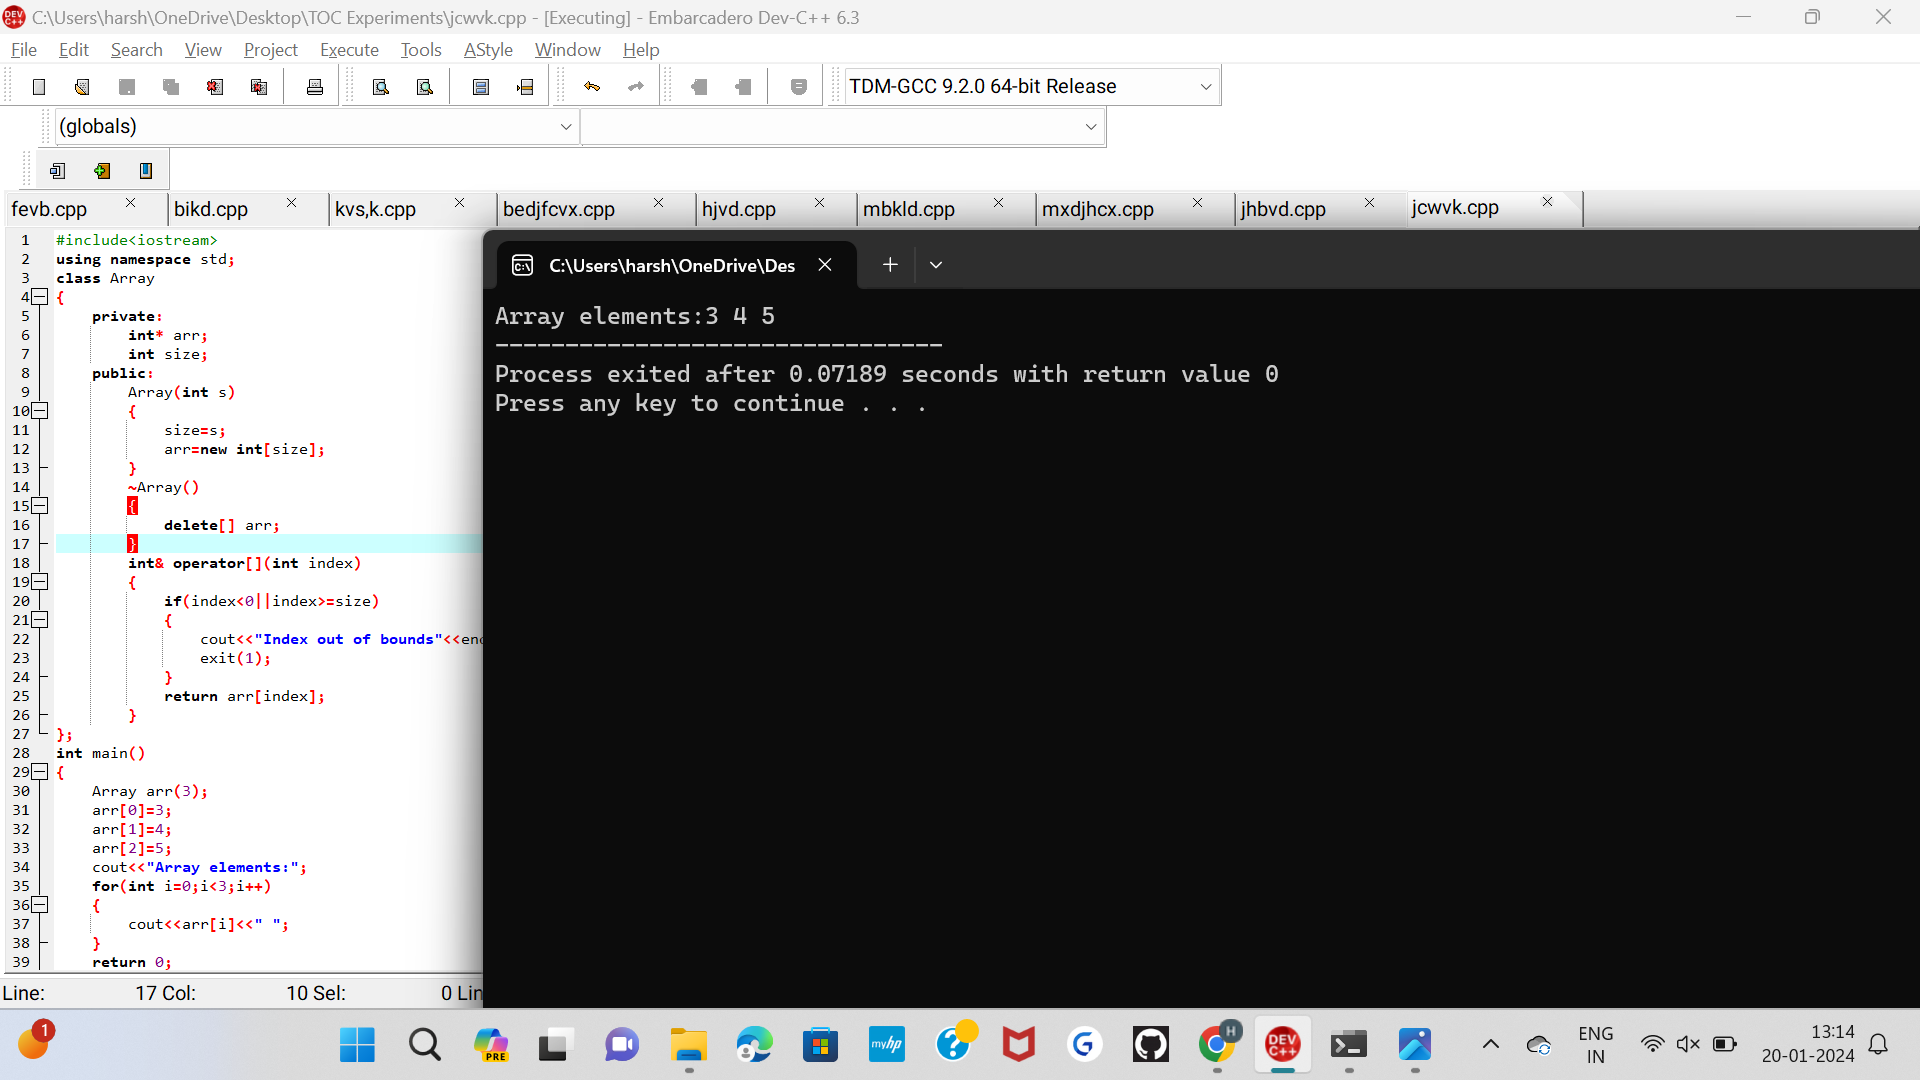 C:\Users\harsh\OneDrive\Desktop\TOC Experiments\jcwvk.cpp - [Executing] - Embarcadero Dev-C++ 6.3
File Edit Search View Project Execute Tools AStyle Window Help
TDM-GCC 9.2.0 64-bit Release
(globals)
fevb.cpp bikd.cpp kvs,k.cpp bedjfcvx.cpp hjvd.cpp mbkld.cpp mxdjhcx.cpp jhbvd.cpp jcwvk.cpp
1 #include<iostream>
2 using namespace std;
3 class Array
4 {
5 private:
6 int* arr;
7 int size;
8 public:
9 Array(int s)
10 {
11 size=s;
12 arr=new int[size];
13 }
14 ~Array()
15 {
16 delete[] arr;
17 }
18 int& operator[](int index)
19 {
20 if(index<0||index>=size)
21 {
22 cout<<"Index out of bounds"<<en
23 exit(1);
24 }
25 return arr[index];
26 }
27 };
28 int main()
29 {
30 Array arr(3);
31 arr[0]=3;
32 arr[1]=4;
33 arr[2]=5;
34 cout<<"Array elements:";
35 for(int i=0;i<3;i++)
36 {
37 cout<<arr[i]<<" ";
38 }
39 return 0;
C:\Users\harsh\OneDrive\Des
Array elements:3 4 5
--------------------------------
Process exited after 0.07189 seconds with return value 0
Press any key to continue . . .
Line: 17 Col: 10 Sel: 0 Lin
1
PRE
myhp
G
H
DEV C++
ENG
IN
13:14
20-01-2024